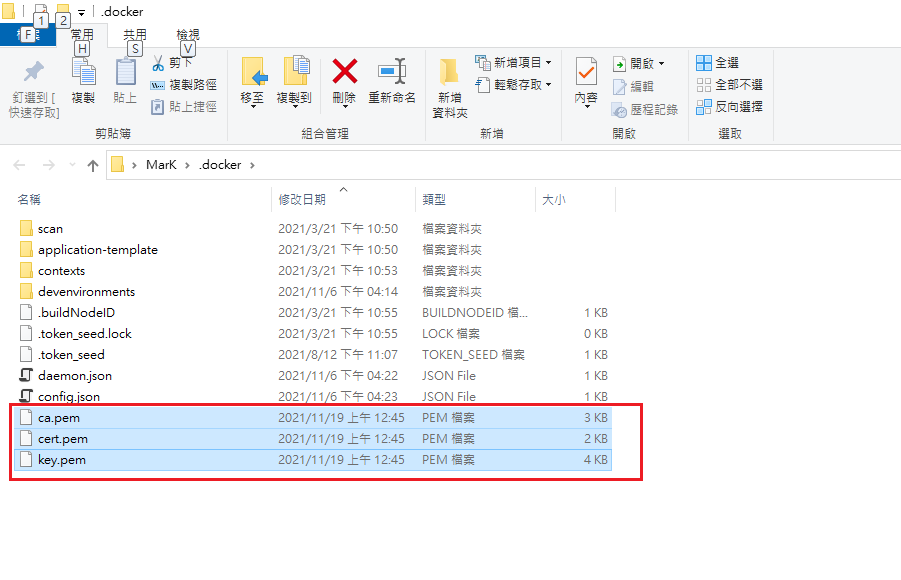 .docker
1
2
檔案
F
常用
H
共用
S
檢視
V
釘選到 [
快速存取]
複製
貼上
剪下
複製路徑
貼上捷徑
剪貼簿
移至
複製到
刪除
重新命名
組合管理
新增
資料夾
新增項目
輕鬆存取
新增
內容
開啟
編輯
歷程記錄
開啟
全選
全部不選
反向選擇
選取
MarK > .docker >
名稱 修改日期 類型 大小
scan 2021/3/21 下午 10:50 檔案資料夾
application-template 2021/3/21 下午 10:50 檔案資料夾
contexts 2021/3/21 下午 10:53 檔案資料夾
devenvironments 2021/11/6 下午 04:14 檔案資料夾
.buildNodeID 2021/3/21 下午 10:55 BUILDNODEID 檔... 1 KB
.token_seed.lock 2021/3/21 下午 10:55 LOCK 檔案 0 KB
.token_seed 2021/8/12 下午 11:07 TOKEN_SEED 檔案 1 KB
daemon.json 2021/11/6 下午 04:22 JSON File 1 KB
config.json 2021/11/6 下午 04:23 JSON File 1 KB
ca.pem 2021/11/19 上午 12:45 PEM 檔案 3 KB
cert.pem 2021/11/19 上午 12:45 PEM 檔案 2 KB
key.pem 2021/11/19 上午 12:45 PEM 檔案 4 KB